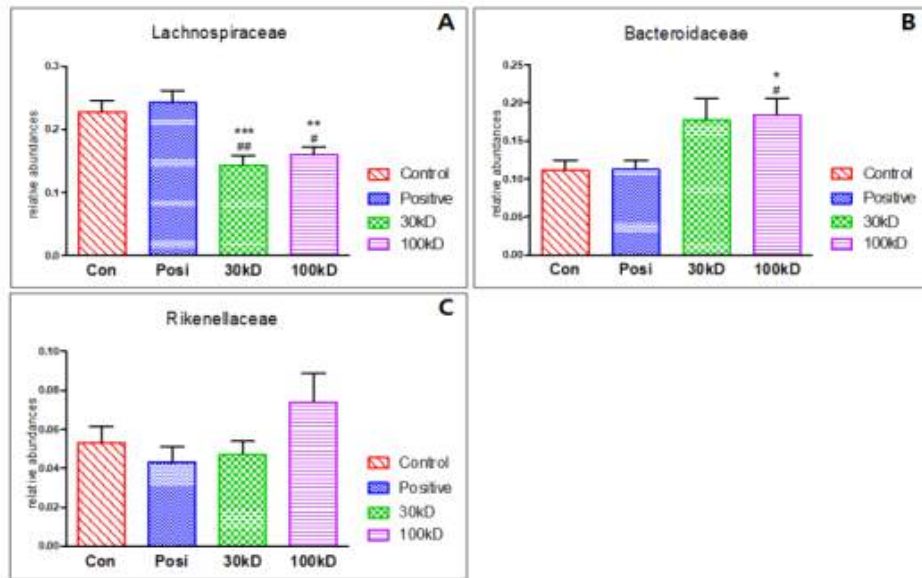 A
Lachnospiraceae
relative abundances
0.3
0.2
0.1
0.0
***
##
**
#
Con Posi 30kD 100kD
Control
Positive
30kD
100kD
B
Bacteroidaceae
relative abundances
0.25
0.20
0.15
0.10
0.05
0.00
*
#
Con Posi 30kD 100kD
Control
Positive
30kD
100kD
C
Rikenellaceae
relative abundances
0.10
0.08
0.06
0.04
0.02
0.00
Con Posi 30kD 100kD
Control
Positive
30kD
100kD